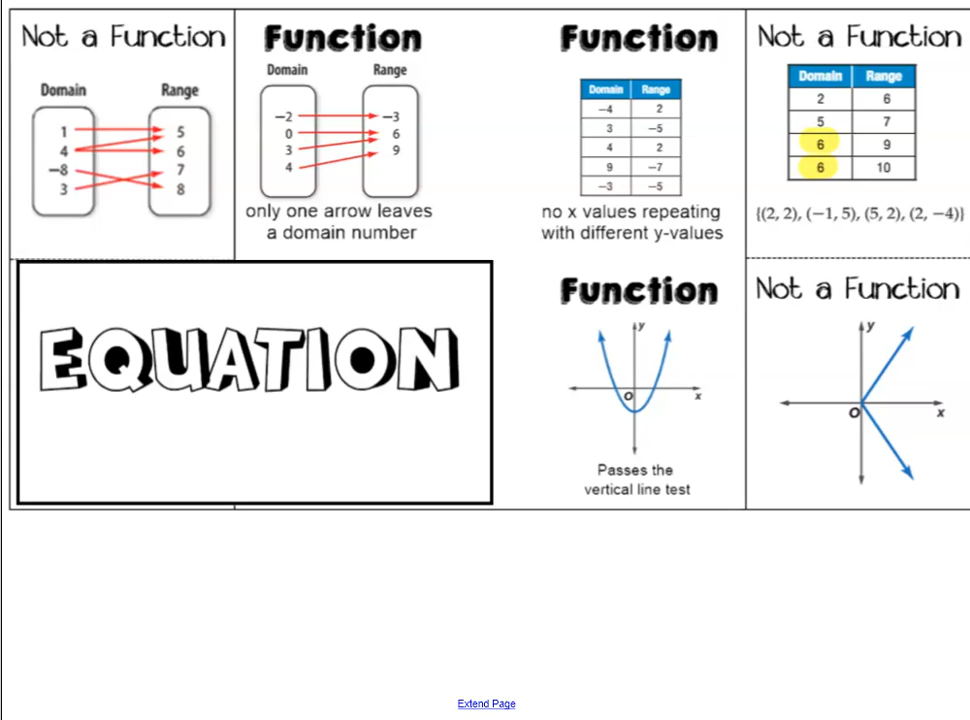 Not a Function
Domain Range
1 5
4 6
−8 7
3 8
Function
Domain Range
−2 −3
0 6
3 9
4
only one arrow leaves
a domain number
Function
Domain Range
−4 2
3 −5
4 2
9 −7
−3 −5
no x values repeating
with different y-values
Not a Function
Domain Range
2 6
5 7
6 9
6 10
{(2, 2), (−1, 5), (5, 2), (2, −4)}
EQUATION
Function
y
O x
Passes the
vertical line test
Not a Function
y
O x
Extend Page